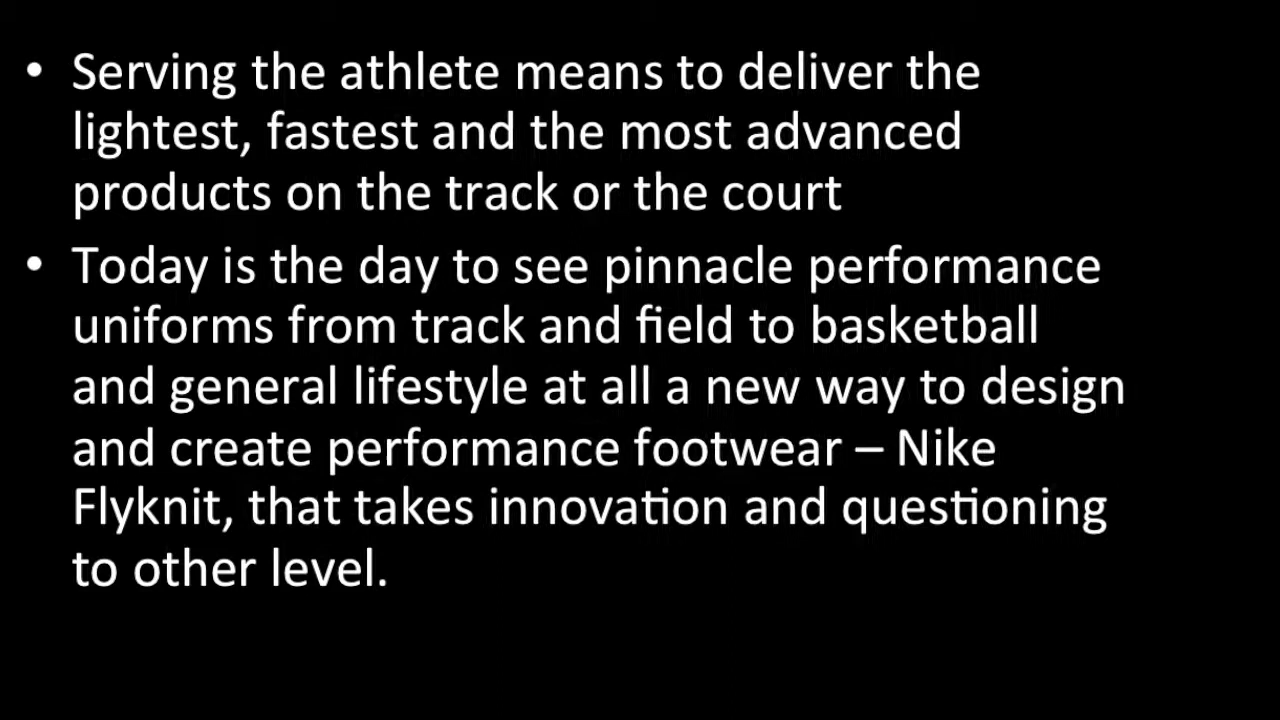 • Serving the athlete means to deliver the
lightest, fastest and the most advanced
products on the track or the court
• Today is the day to see pinnacle performance
uniforms from track and field to basketball
and general lifestyle at all a new way to design
and create performance footwear – Nike
Flyknit, that takes innovation and questioning
to other level.